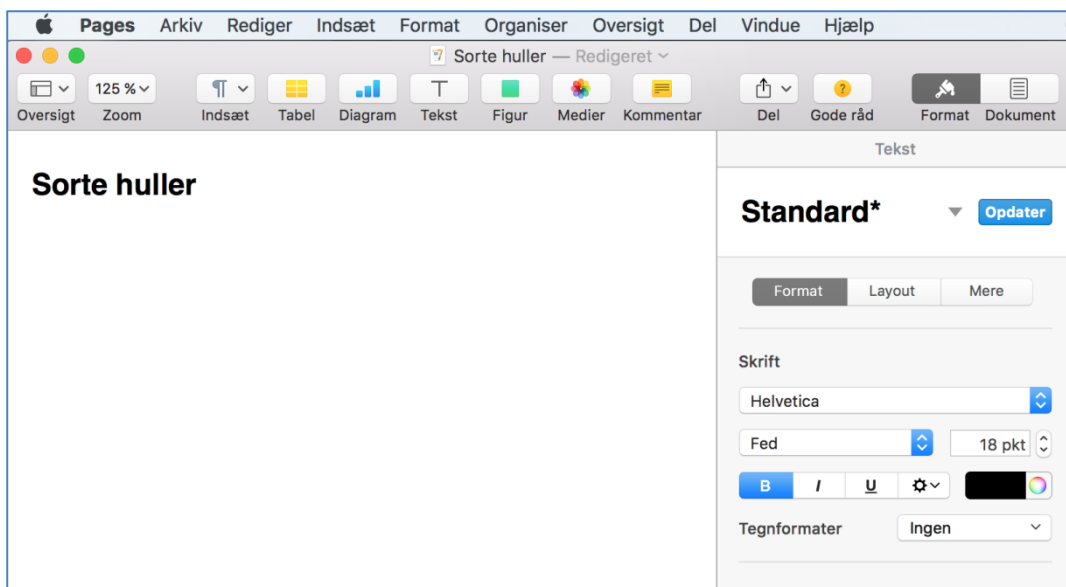 Pages Arkiv Rediger Indsæt Format Organiser Oversigt Del Vindue Hjælp
Sorte huller — Redigeret
125 %
Oversigt Zoom Indsæt Tabel Diagram Tekst Figur Medier Kommentar Del Gode råd Format Dokument
Tekst
Sorte huller
Standard* Opdater
Format Layout Mere
Skrift
Helvetica
Fed 18 pkt
B I U
Tegnformater Ingen